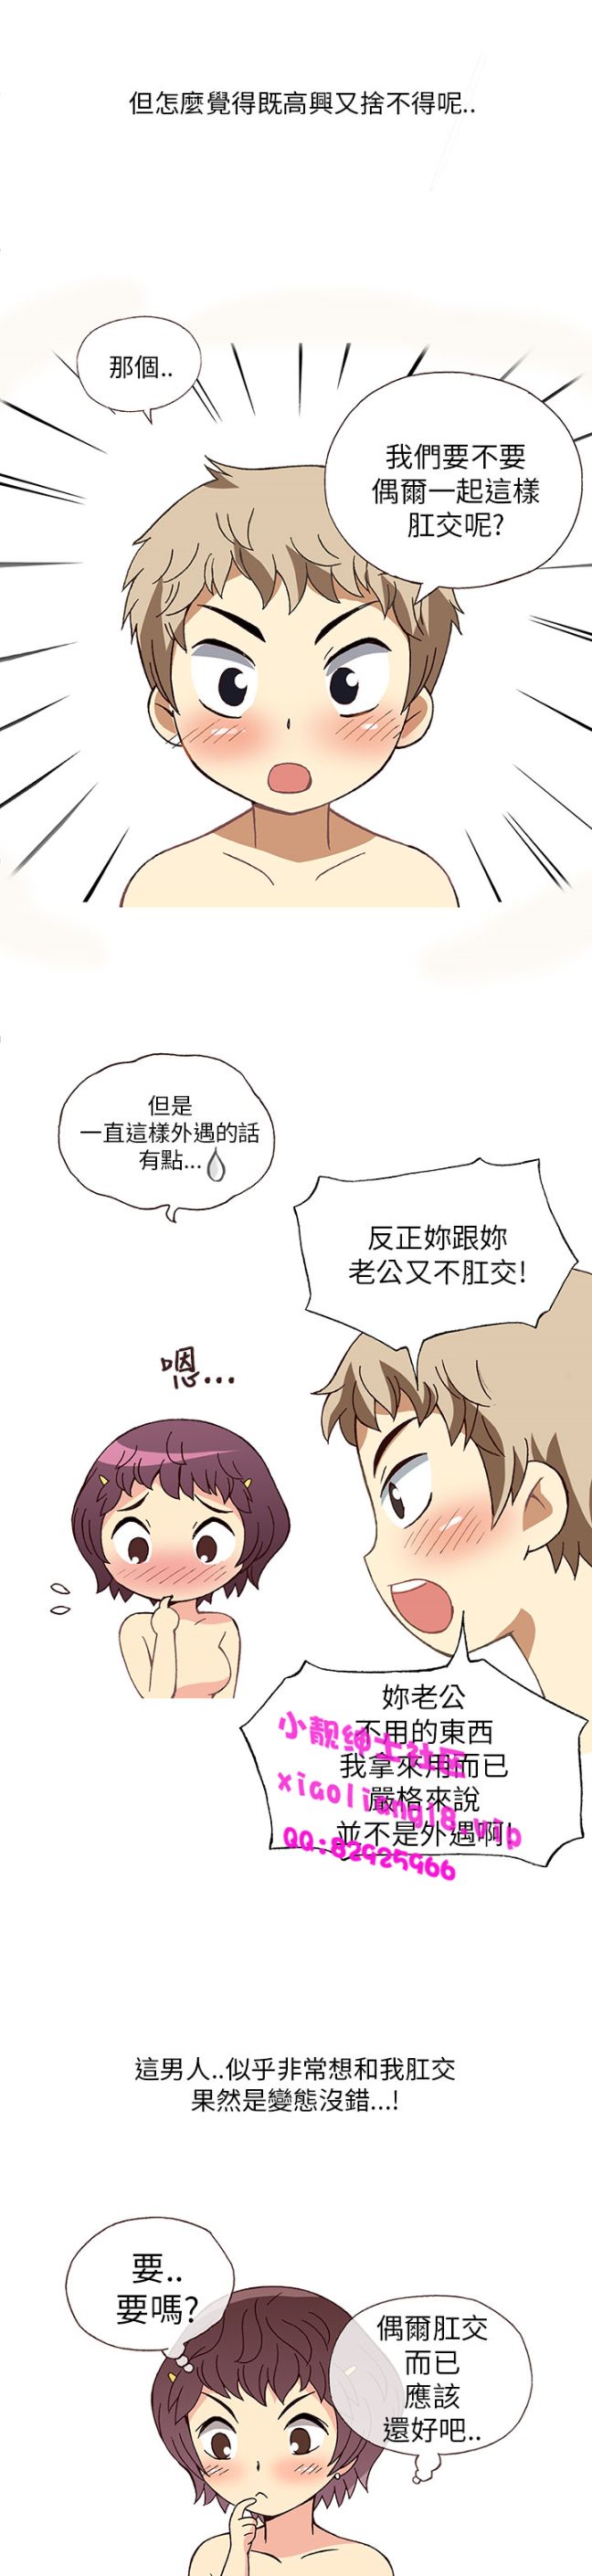 但怎麼覺得既高興又捨不得呢..
那個..
我們要不要
偶爾一起這樣
肛交呢?
但是
一直這樣外遇的話
有點...
反正妳跟妳
老公又不肛交!
嗯...
妳老公
不用的東西
我拿來用而已
嚴格來說
並不是外遇啊!
小靓绅士社区
xiaoliang18.vip
QQ:82925966
這男人..似乎非常想和我肛交
果然是變態沒錯...!
要..
要嗎?
偶爾肛交
而已
應該
還好吧..